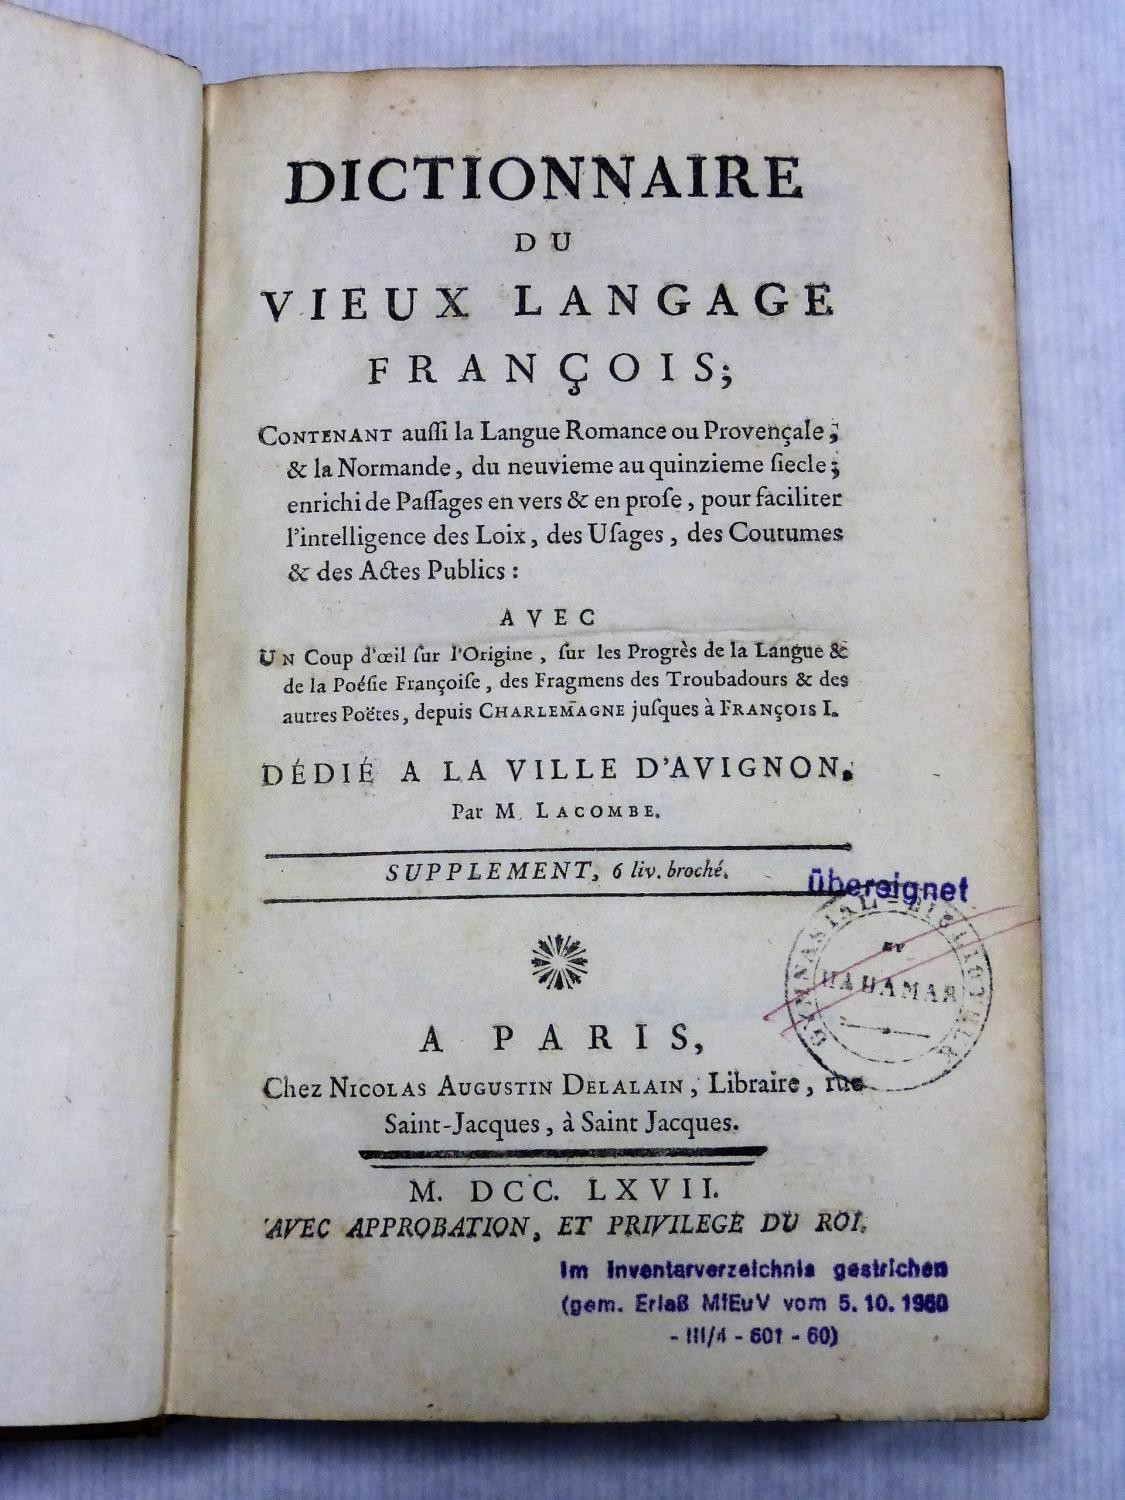 DICTIONNAIRE
DU
VIEUX LANGAGE
FRANÇOIS;
CONTENANT auſſi la Langue Romance ou Provençale;
& la Normande, du neuvieme au quinzieme ſiecle;
enrichi de Paſſages en vers & en proſe, pour faciliter
l'intelligence des Loix, des Uſages, des Coutumes
& des Actes Publics :
AVEC
UN Coup d'œil ſur l'Origine, ſur les Progrès de la Langue &
de la Poéſie Françoiſe, des Fragmens des Troubadours & des
autres Poëtes, depuis CHARLEMAGNE juſques à FRANÇOIS I.
DÉDIÉ A LA VILLE D'AVIGNON.
Par M. LACOMBE.
SUPPLEMENT, 6 liv. broché.
übereignet
GYMNASIAL-BIBLIOTHEK
ZU
HADAMAR
A PARIS,
Chez NICOLAS AUGUSTIN DELALAIN, Libraire, rue
Saint-Jacques, à Saint Jacques.
M. DCC. LXVII.
AVEC APPROBATION, ET PRIVILEGE DU ROI.
Im Inventarverzeichnis gestrichen
(gem. Erlaß MfEuV vom 5.10.1960
- III/4 - 601 - 60)